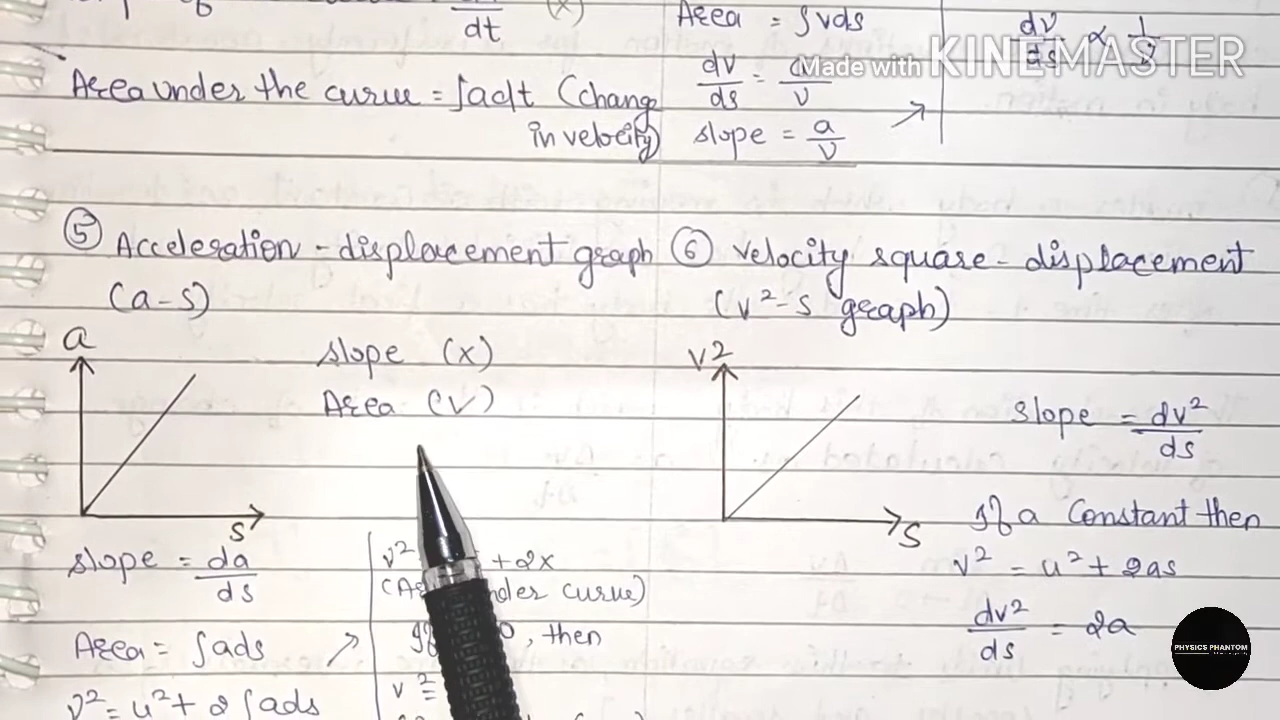 dt
(x)
Area under the curve = ∫adt (chang
in velocity)
Area = ∫vds
dv/ds = a/v
slope = a/v
dv/ds ∝ 1/
Made with KINEMASTER
⑤ Acceleration - displacement graph
(a-s)
a
s
slope (x)
Area (✓)
slope = da/ds
Area = ∫ads
v² = u² + 2∫ads
v² + 2x
(A nder curve)
, then
v² =
⑥ velocity square - displacement
(v²-s graph)
v2
s
slope = dv²/ds
If a constant then
v² = u² + 2as
dv²/ds = 2a
PHYSICS PHANTOM